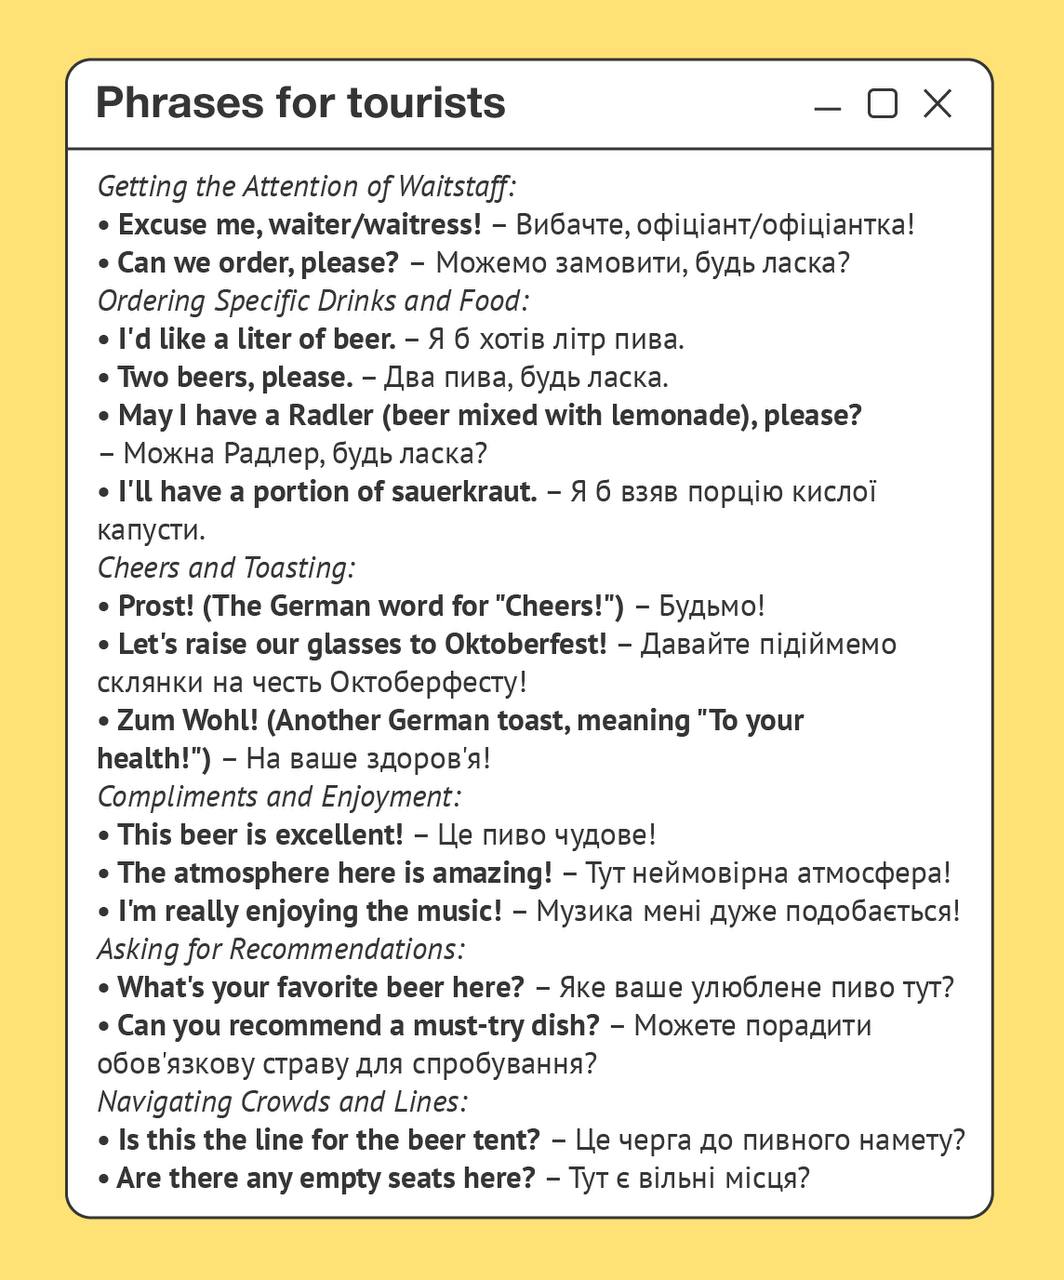 Phrases for tourists
Getting the Attention of Waitstaff:
• Excuse me, waiter/waitress! – Вибачте, офіціант/офіціантка!
• Can we order, please? – Можемо замовити, будь ласка?
Ordering Specific Drinks and Food:
• I'd like a liter of beer. – Я б хотів літр пива.
• Two beers, please. – Два пива, будь ласка.
• May I have a Radler (beer mixed with lemonade), please?
– Можна Радлер, будь ласка?
• I'll have a portion of sauerkraut. – Я б взяв порцію кислої
капусти.
Cheers and Toasting:
• Prost! (The German word for "Cheers!") – Будьмо!
• Let's raise our glasses to Oktoberfest! – Давайте підіймемо
склянки на честь Октоберфесту!
• Zum Wohl! (Another German toast, meaning "To your
health!") – На ваше здоров'я!
Compliments and Enjoyment:
• This beer is excellent! – Це пиво чудове!
• The atmosphere here is amazing! – Тут неймовірна атмосфера!
• I'm really enjoying the music! – Музика мені дуже подобається!
Asking for Recommendations:
• What's your favorite beer here? – Яке ваше улюблене пиво тут?
• Can you recommend a must-try dish? – Можете порадити
обов'язкову страву для спробування?
Navigating Crowds and Lines:
• Is this the line for the beer tent? – Це черга до пивного намету?
• Are there any empty seats here? – Тут є вільні місця?